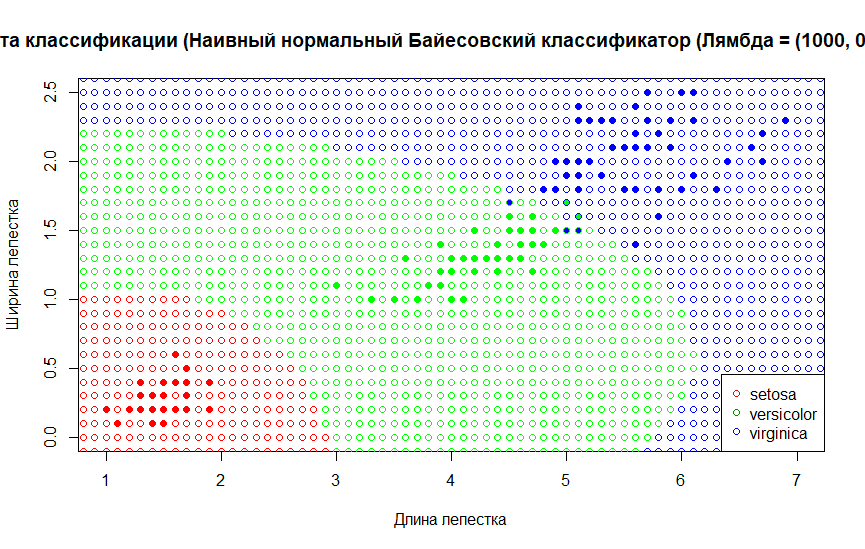 та классификации (Наивный нормальный Байесовский классификатор (Лямбда = (1000, 0
Ширина лепестка
2.5
2.0
1.5
1.0
0.5
0.0
setosa
versicolor
virginica
1 2 3 4 5 6 7
Длина лепестка